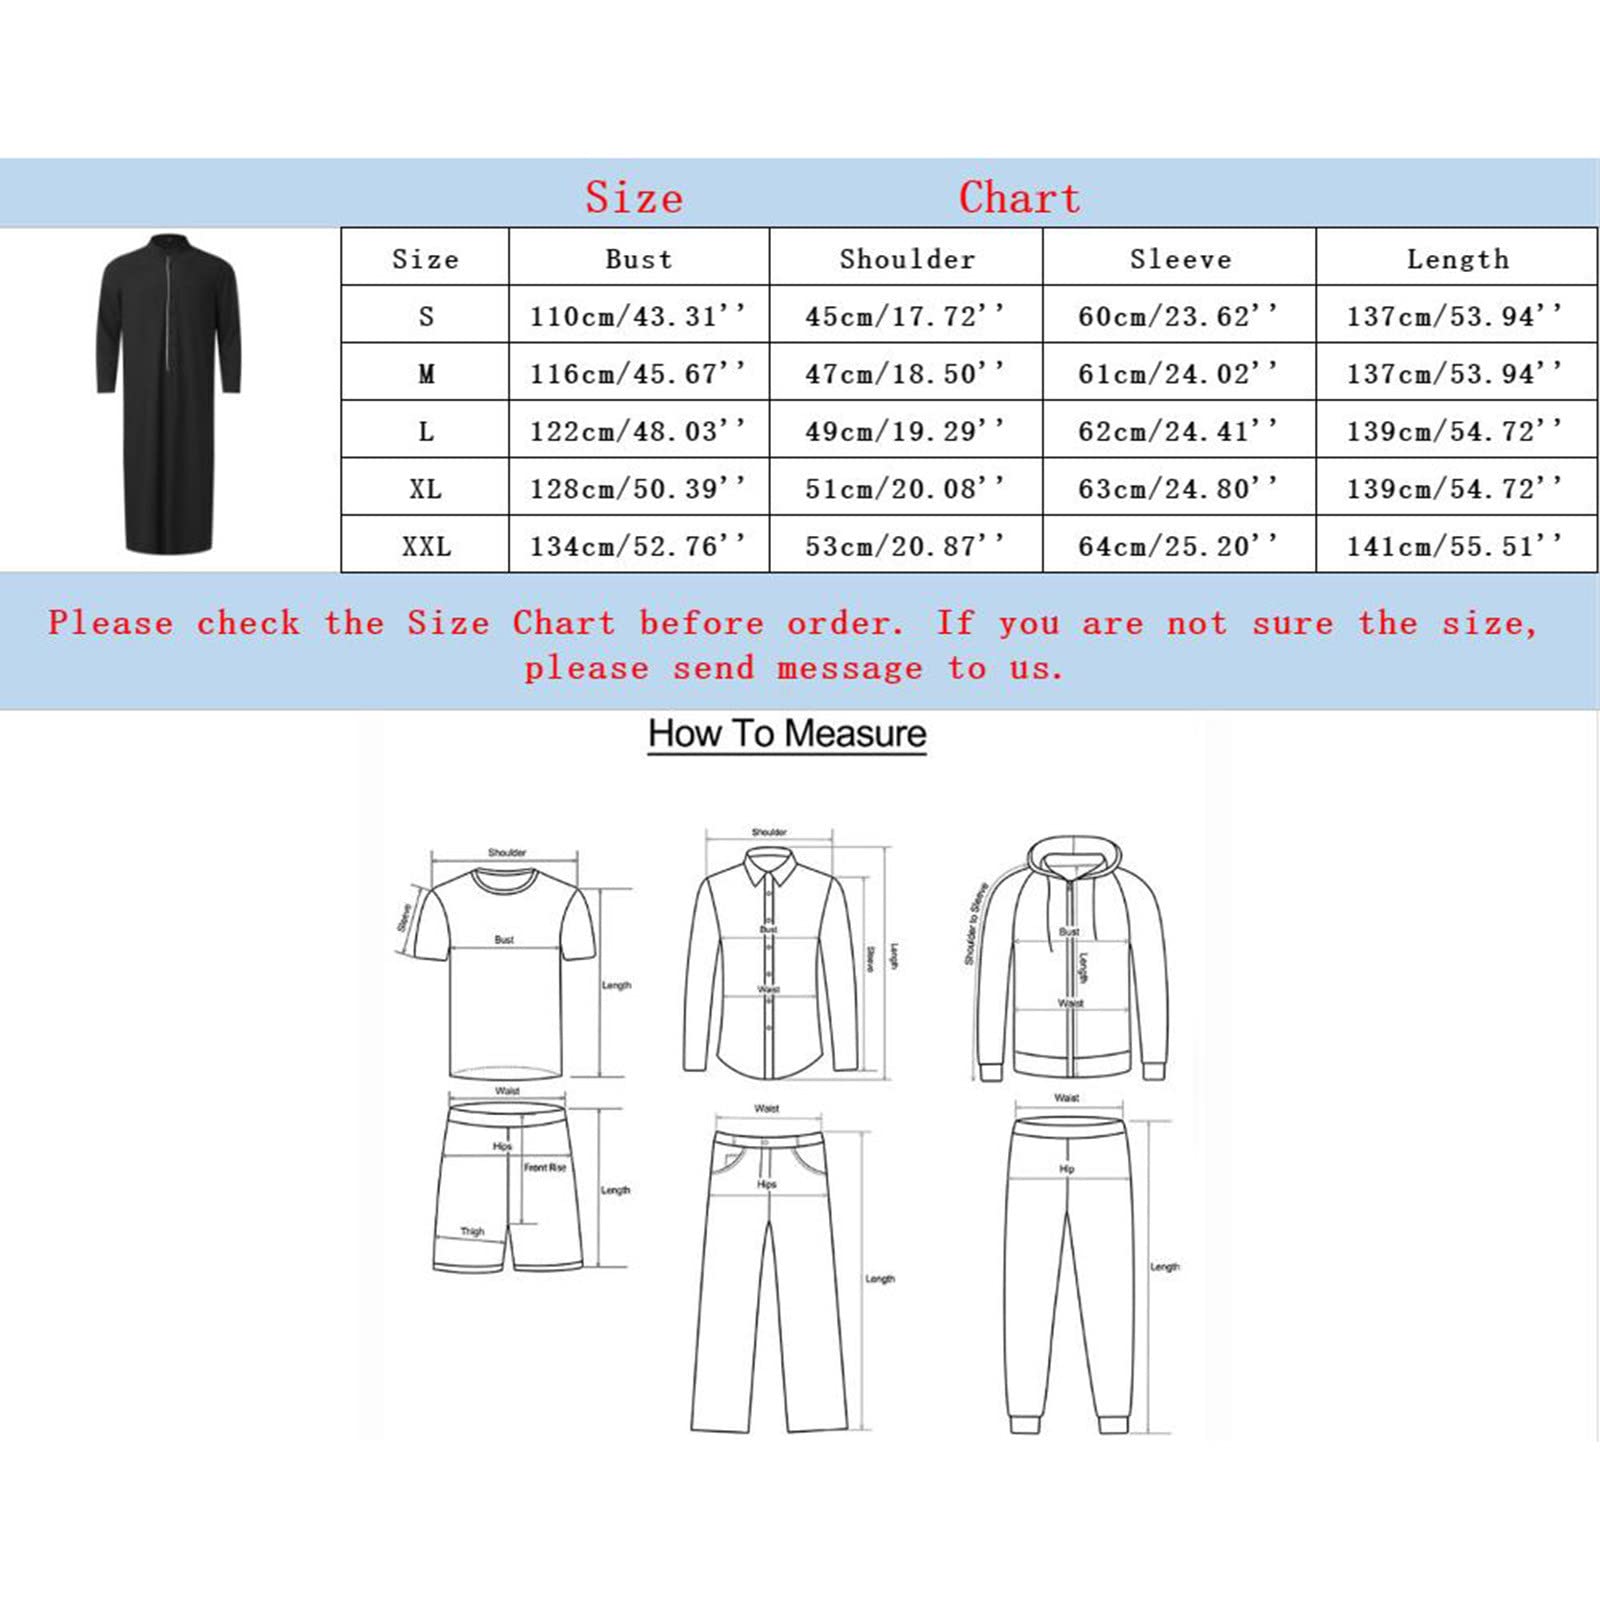 Size Chart
Size Bust Shoulder Sleeve Length
S 110cm/43.31'' 45cm/17.72'' 60cm/23.62'' 137cm/53.94''
M 116cm/45.67'' 47cm/18.50'' 61cm/24.02'' 137cm/53.94''
L 122cm/48.03'' 49cm/19.29'' 62cm/24.41'' 139cm/54.72''
XL 128cm/50.39'' 51cm/20.08'' 63cm/24.80'' 139cm/54.72''
XXL 134cm/52.76'' 53cm/20.87'' 64cm/25.20'' 141cm/55.51''
Please check the Size Chart before order. If you are not sure the size,
please send message to us.
How To Measure
Shoulder
Sleeve
Bust
Length
Shoulder
Bust
Waist
Sleeve
Length
Shoulder to Sleeve
Bust
Length
Waist
Waist
Hips
Front Rise
Thigh
Length
Waist
Hips
Length
Waist
Hip
Length